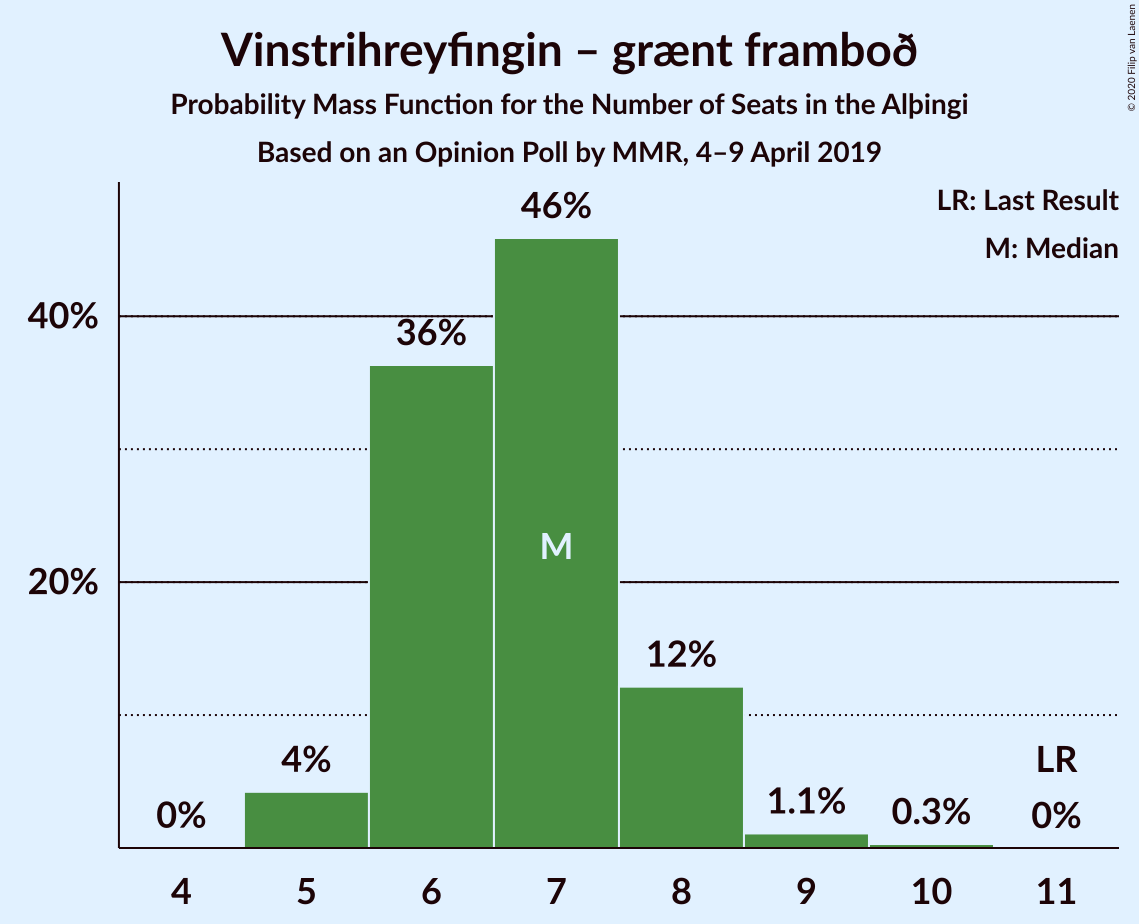 Vinstrihreyfingin – grænt framboð
Probability Mass Function for the Number of Seats in the Alþingi
Based on an Opinion Poll by MMR, 4–9 April 2019
© 2020 Filip van Laenen
LR: Last Result
M: Median
46%
40%
36%
M
20%
12%
4%
LR
0%
1.1%
0.3%
0%
4 5 6 7 8 9 10 11